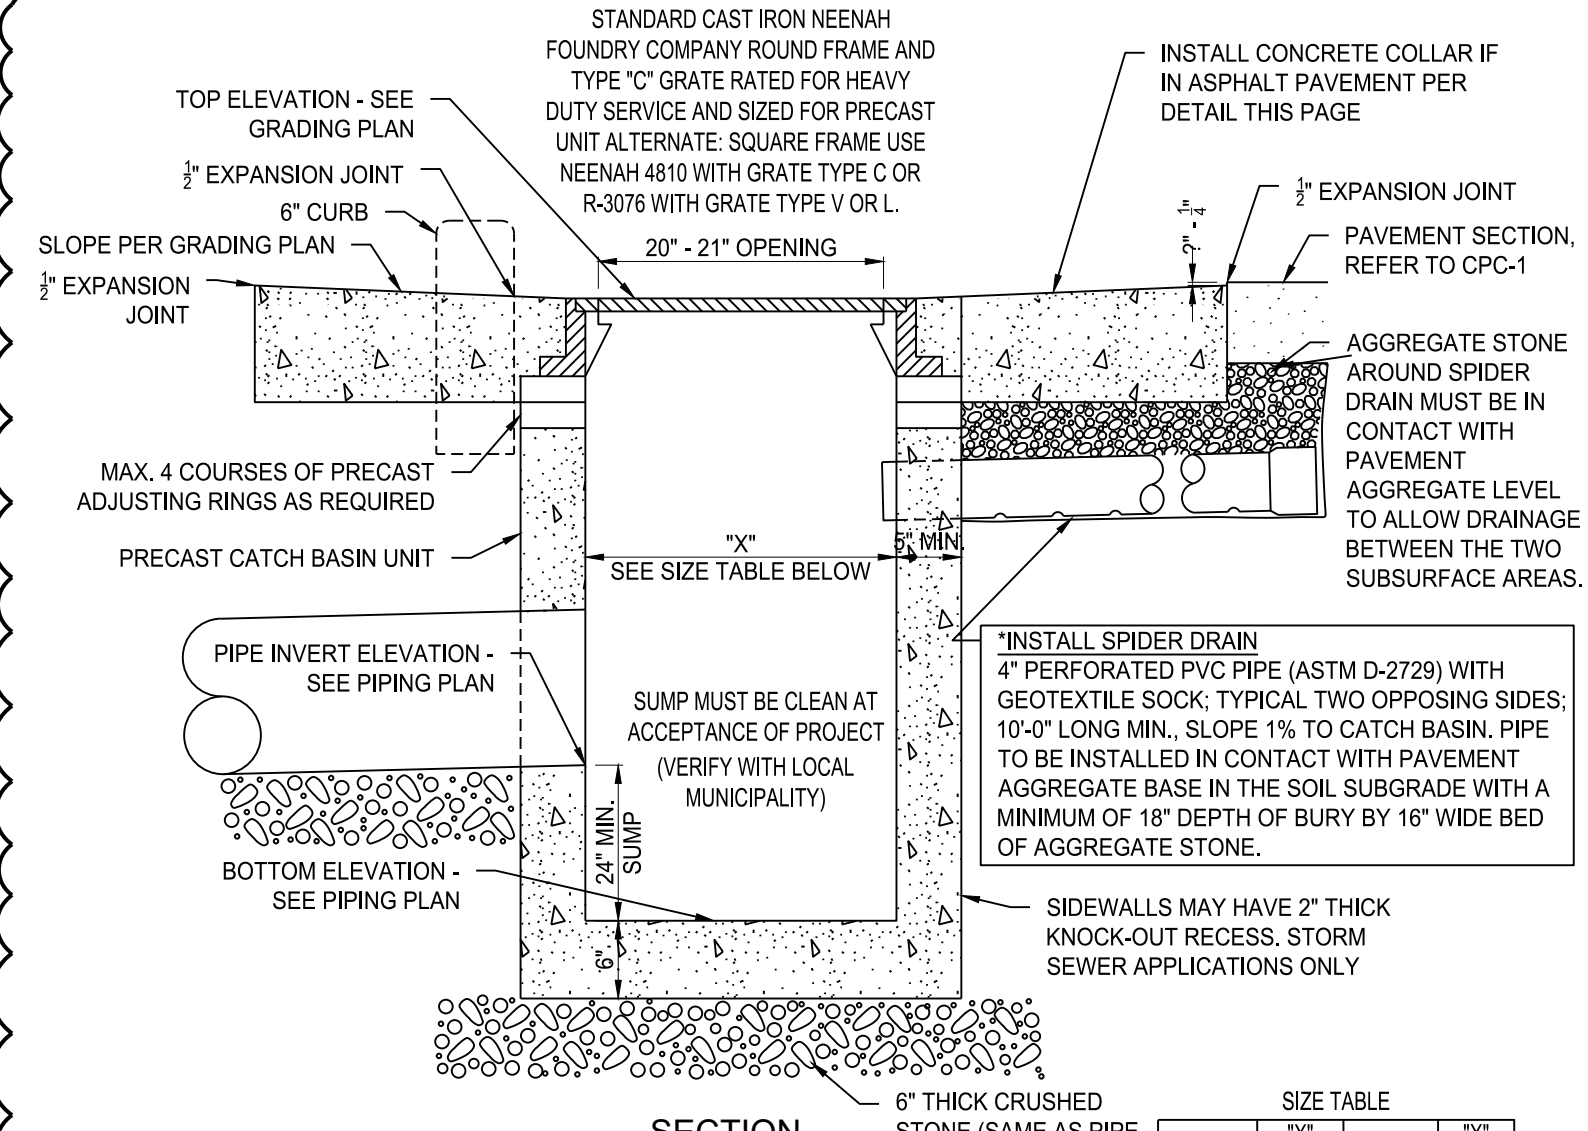 STANDARD CAST IRON NEENAH
FOUNDRY COMPANY ROUND FRAME AND
TYPE "C" GRATE RATED FOR HEAVY
DUTY SERVICE AND SIZED FOR PRECAST
UNIT ALTERNATE: SQUARE FRAME USE
NEENAH 4810 WITH GRATE TYPE C OR
R-3076 WITH GRATE TYPE V OR L.
INSTALL CONCRETE COLLAR IF
IN ASPHALT PAVEMENT PER
DETAIL THIS PAGE
TOP ELEVATION - SEE
GRADING PLAN
½" EXPANSION JOINT
6" CURB
SLOPE PER GRADING PLAN
½" EXPANSION
JOINT
20" - 21" OPENING
½" EXPANSION JOINT
PAVEMENT SECTION,
REFER TO CPC-1
AGGREGATE STONE
AROUND SPIDER
DRAIN MUST BE IN
CONTACT WITH
PAVEMENT
AGGREGATE LEVEL
TO ALLOW DRAINAGE
BETWEEN THE TWO
SUBSURFACE AREAS.
MAX. 4 COURSES OF PRECAST
ADJUSTING RINGS AS REQUIRED
PRECAST CATCH BASIN UNIT
"X"
SEE SIZE TABLE BELOW
5" MIN.
PIPE INVERT ELEVATION -
SEE PIPING PLAN
SUMP MUST BE CLEAN AT
ACCEPTANCE OF PROJECT
(VERIFY WITH LOCAL
MUNICIPALITY)
*INSTALL SPIDER DRAIN
4" PERFORATED PVC PIPE (ASTM D-2729) WITH
GEOTEXTILE SOCK; TYPICAL TWO OPPOSING SIDES;
10'-0" LONG MIN., SLOPE 1% TO CATCH BASIN. PIPE
TO BE INSTALLED IN CONTACT WITH PAVEMENT
AGGREGATE BASE IN THE SOIL SUBGRADE WITH A
MINIMUM OF 18" DEPTH OF BURY BY 16" WIDE BED
OF AGGREGATE STONE.
24" MIN.
SUMP
BOTTOM ELEVATION -
SEE PIPING PLAN
6"
SIDEWALLS MAY HAVE 2" THICK
KNOCK-OUT RECESS. STORM
SEWER APPLICATIONS ONLY
6" THICK CRUSHED
STONE (SAME AS PIPE
SECTION
SIZE TABLE